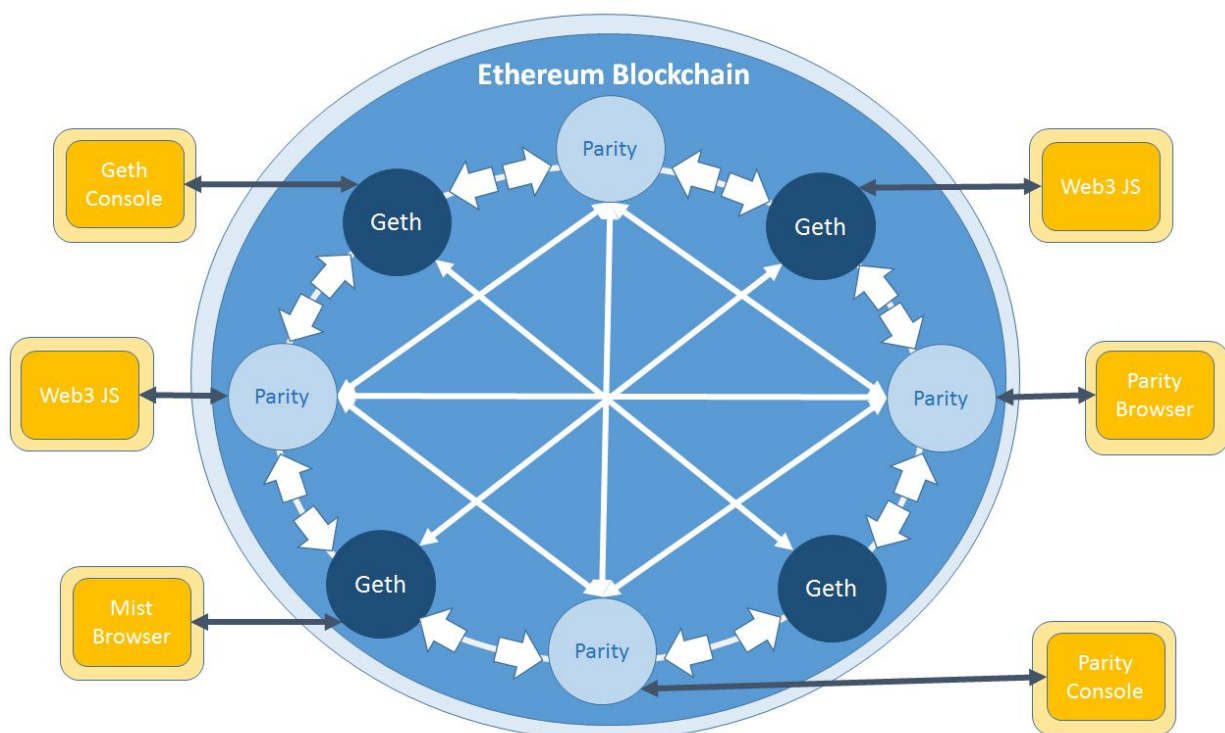 Ethereum Blockchain
Parity
Geth
Console
Geth
Geth
Web3 JS
Web3 JS
Parity
Parity
Parity
Browser
Mist
Browser
Geth
Geth
Parity
Parity
Console